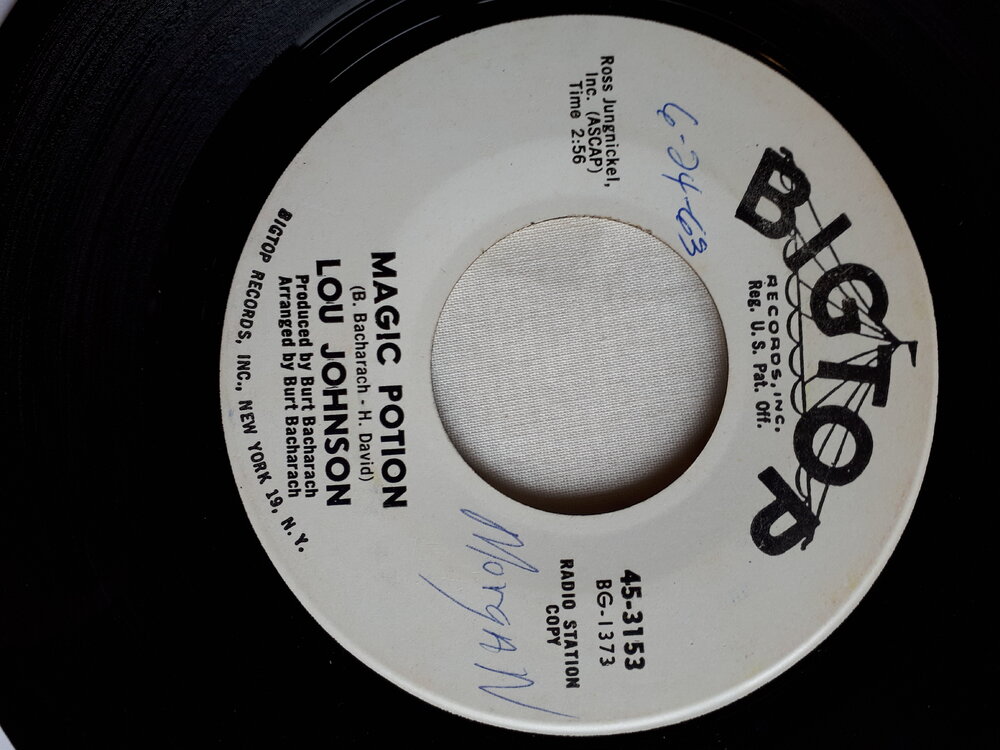 BIGTOP
RECORDS, INC.
Reg. U. S. Pat. Off.
6-24-63
Ross Jungnickel,
Inc. (ASCAP)
Time 2:56
45-3153
BG-1373
RADIO STATION
COPY
Morgan
MAGIC POTION
(B. Bacharach - H. David)
LOU JOHNSON
Produced by Burt Bacharach
Arranged by Burt Bacharach
BIGTOP RECORDS, INC., NEW YORK 19, N.Y.